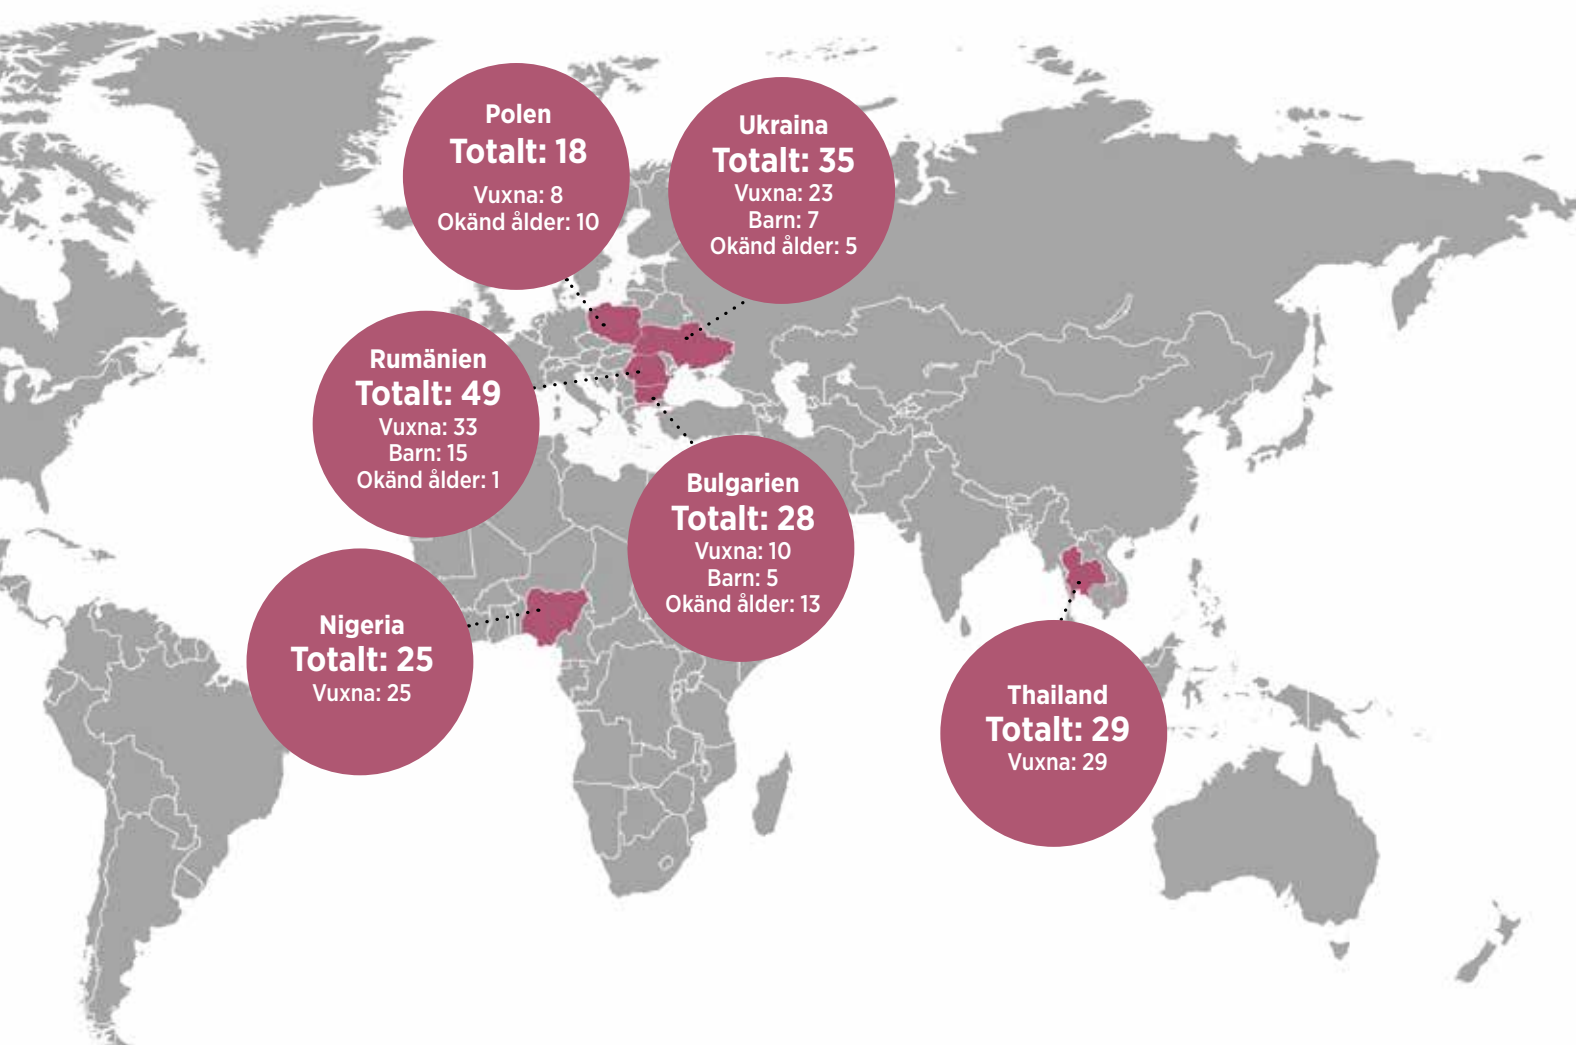 Polen
Totalt: 18
Vuxna: 8
Okänd ålder: 10
Ukraina
Totalt: 35
Vuxna: 23
Barn: 7
Okänd ålder: 5
Rumänien
Totalt: 49
Vuxna: 33
Barn: 15
Okänd ålder: 1
Bulgarien
Totalt: 28
Vuxna: 10
Barn: 5
Okänd ålder: 13
Nigeria
Totalt: 25
Vuxna: 25
Thailand
Totalt: 29
Vuxna: 29